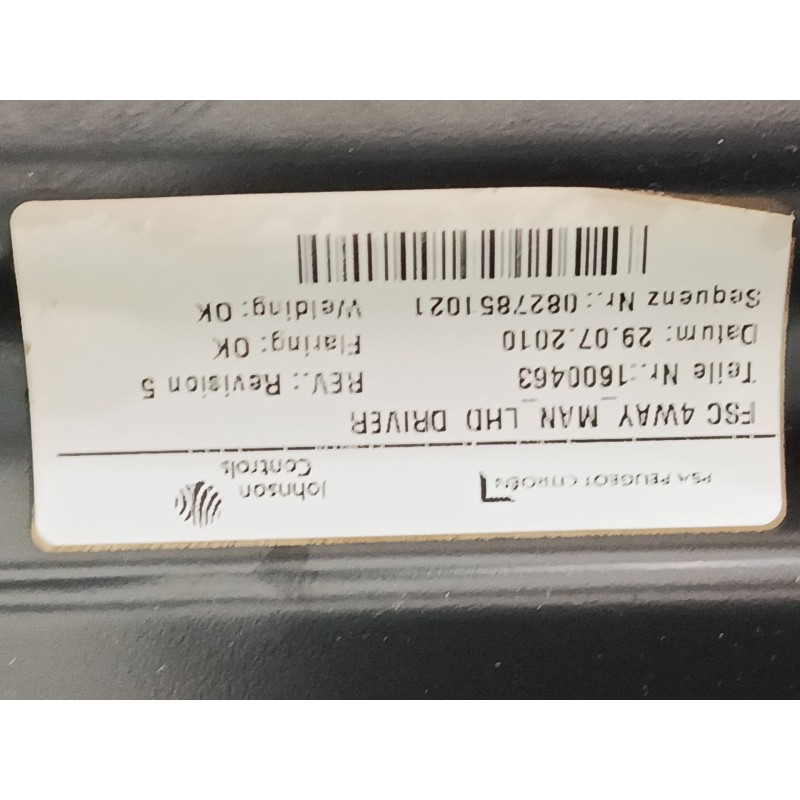 PSA PEUGEOT CITROËN
Johnson
Controls
FSC 4WAY_MAN_LHD DRIVER
Teile Nr.:1600463 REV.: Revision 5
Datum: 29.07.2010 Flaring: OK
Sequenz Nr.: 0827851021 Welding: OK